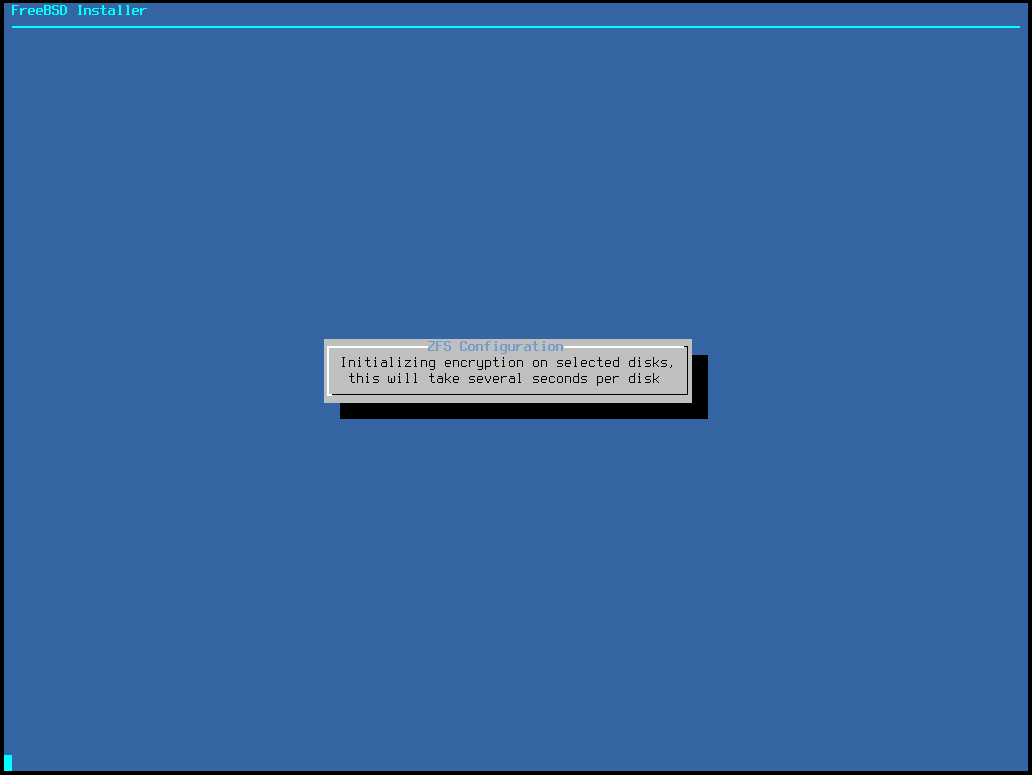 FreeBSD Installer
ZFS Configuration
Initializing encryption on selected disks,
this will take several seconds per disk